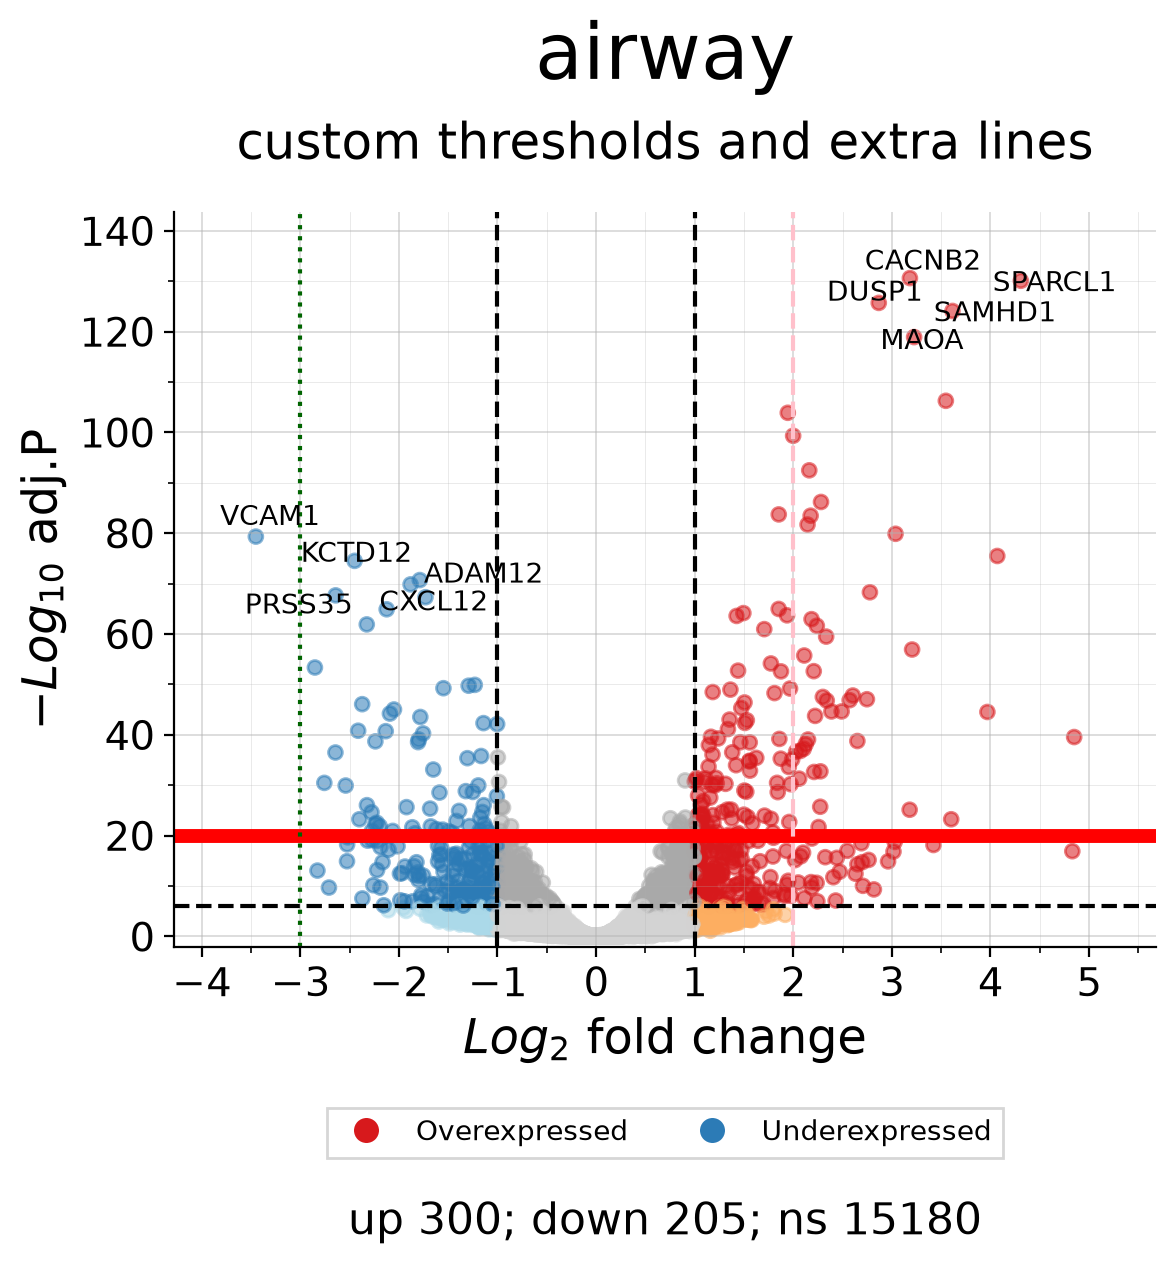 airway
custom thresholds and extra lines
140
120
100
80
60
40
20
0
−Log10 adj.P
CACNB2
SPARCL1
DUSP1
SAMHD1
MAOA
VCAM1
KCTD12
ADAM12
PRSS35
CXCL12
−4 −3 −2 −1 0 1 2 3 4 5
Log2 fold change
Overexpressed Underexpressed
up 300; down 205; ns 15180